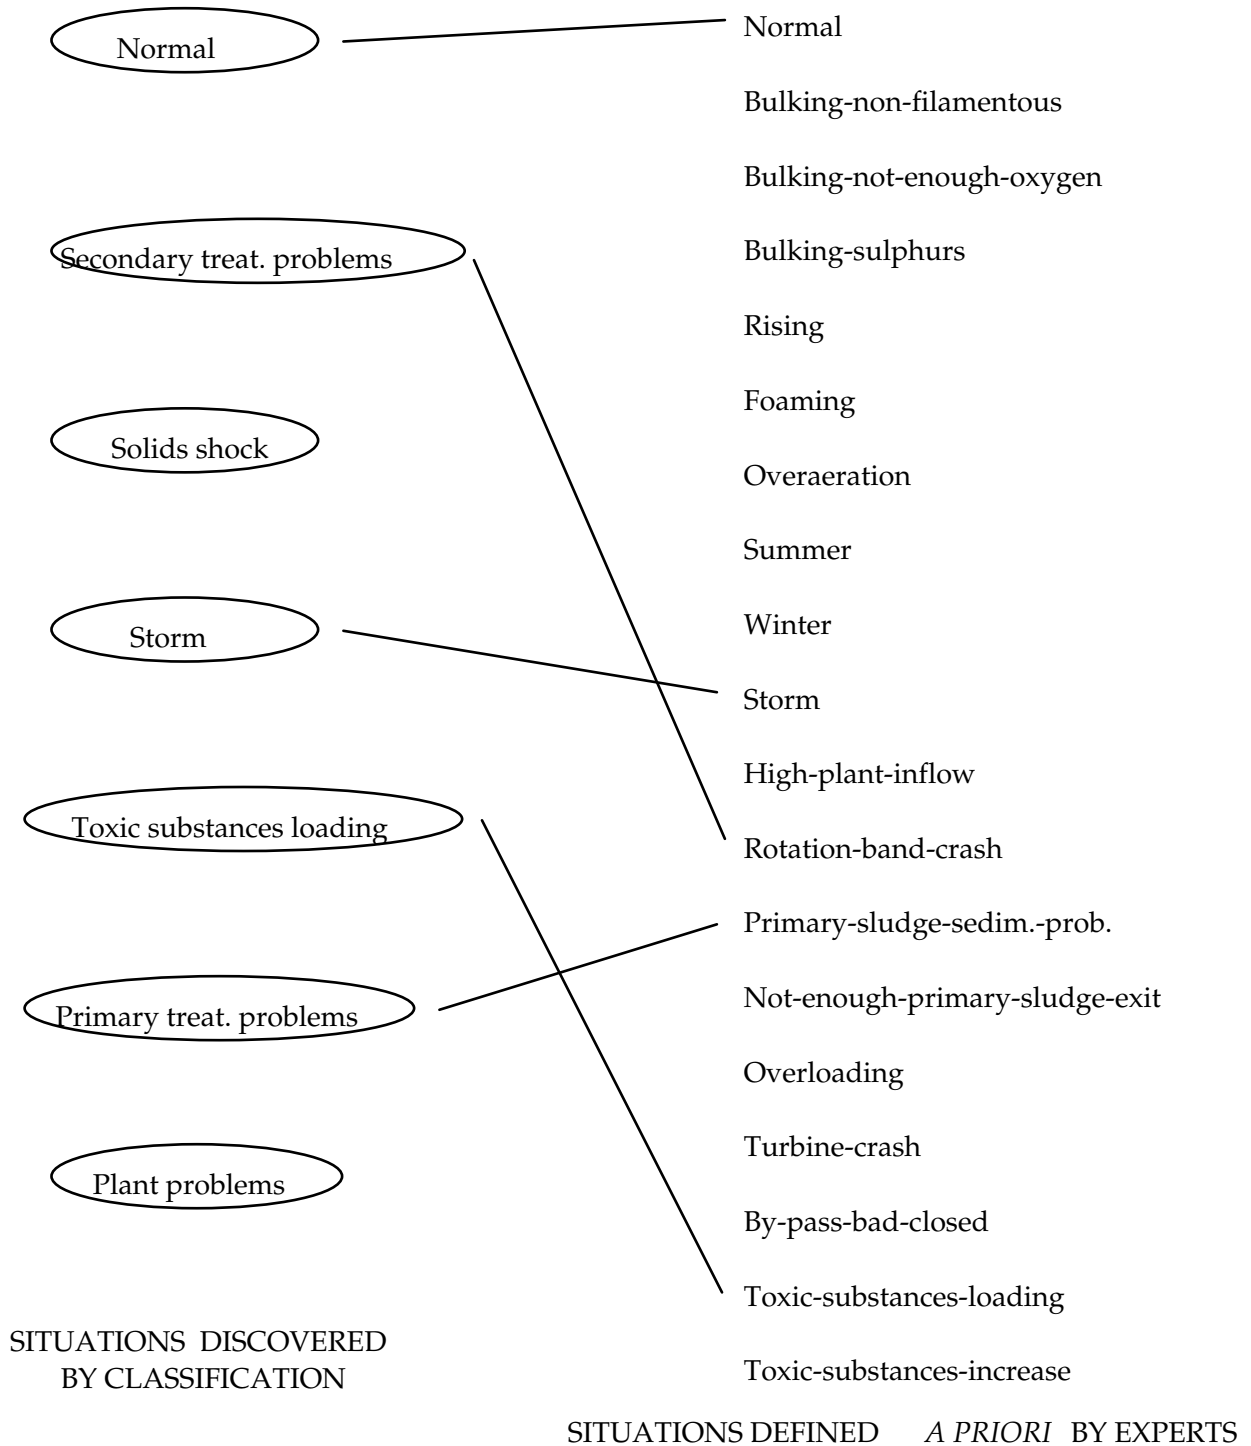 Normal
Secondary treat. problems
Solids shock
Storm
Toxic substances loading
Primary treat. problems
Plant problems
SITUATIONS DISCOVERED
BY CLASSIFICATION
Normal
Bulking-non-filamentous
Bulking-not-enough-oxygen
Bulking-sulphurs
Rising
Foaming
Overaeration
Summer
Winter
Storm
High-plant-inflow
Rotation-band-crash
Primary-sludge-sedim.-prob.
Not-enough-primary-sludge-exit
Overloading
Turbine-crash
By-pass-bad-closed
Toxic-substances-loading
Toxic-substances-increase
SITUATIONS DEFINED A PRIORI BY EXPERTS